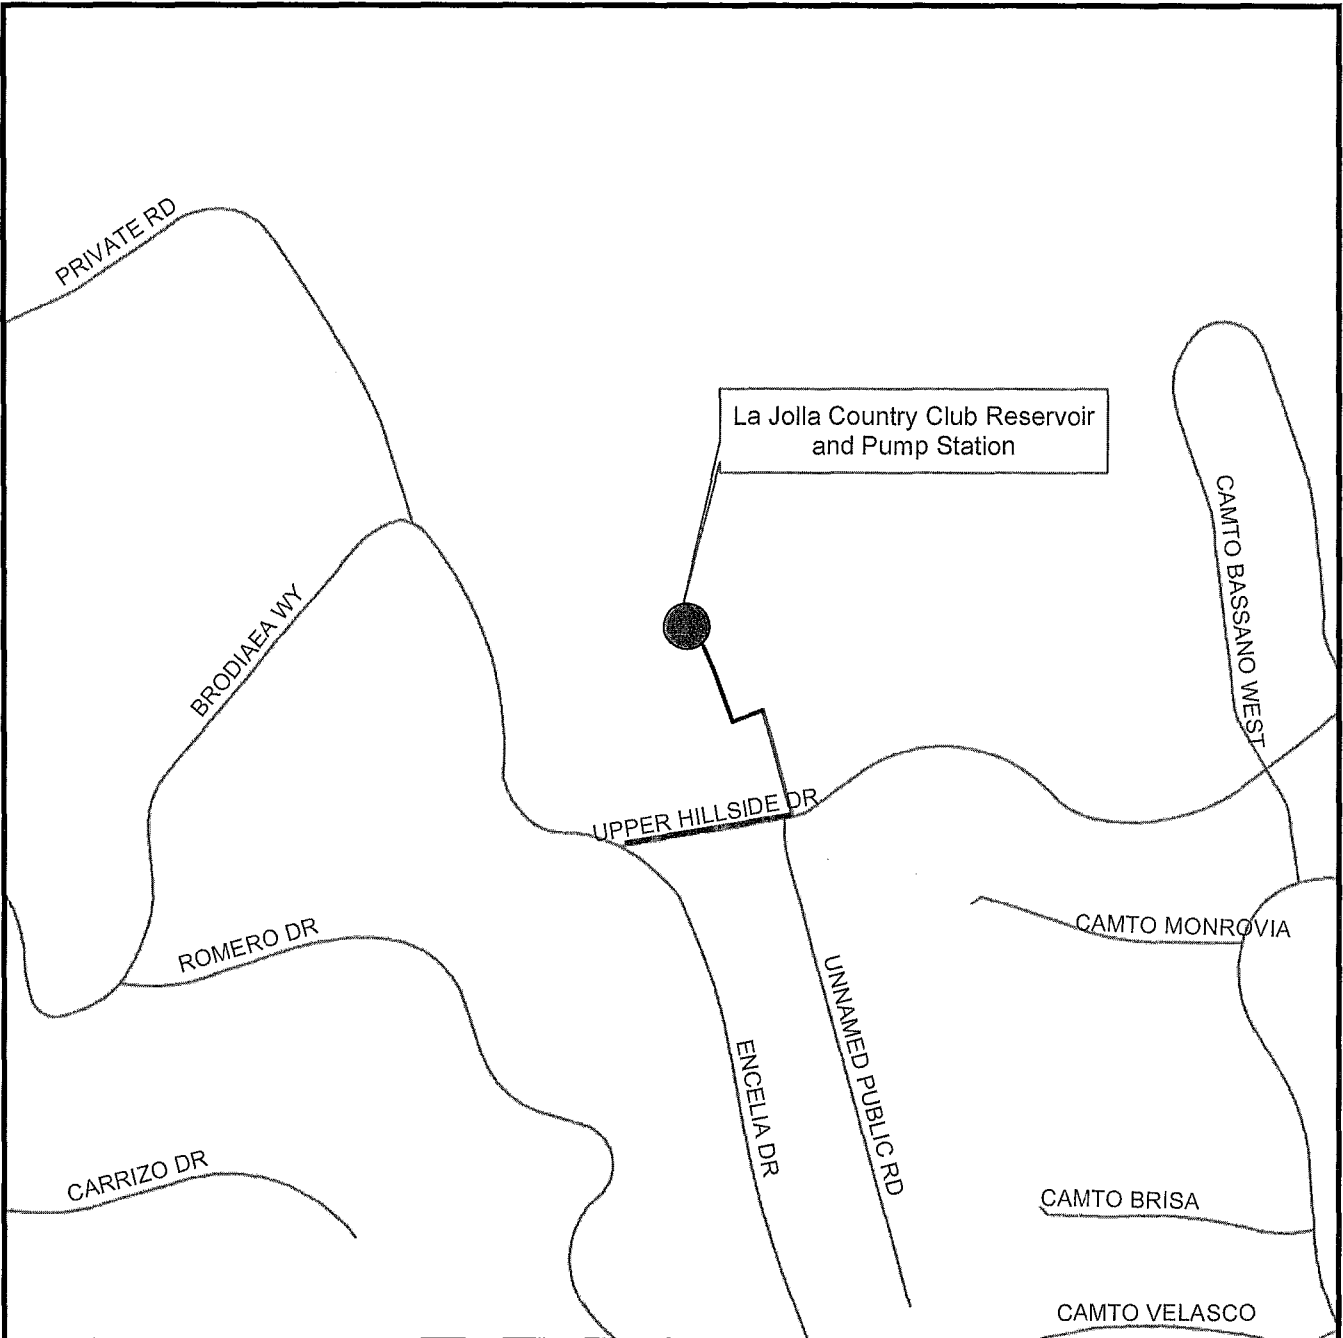 PRIVATE RD
La Jolla Country Club Reservoir
and Pump Station
CAMTO BASSANO WEST
BRODIAEA WY
UPPER HILLSIDE DR
ROMERO DR
CAMTO MONROVIA
UNNAMED PUBLIC RD
ENCELIA DR
CARRIZO DR
CAMTO BRISA
CAMTO VELASCO